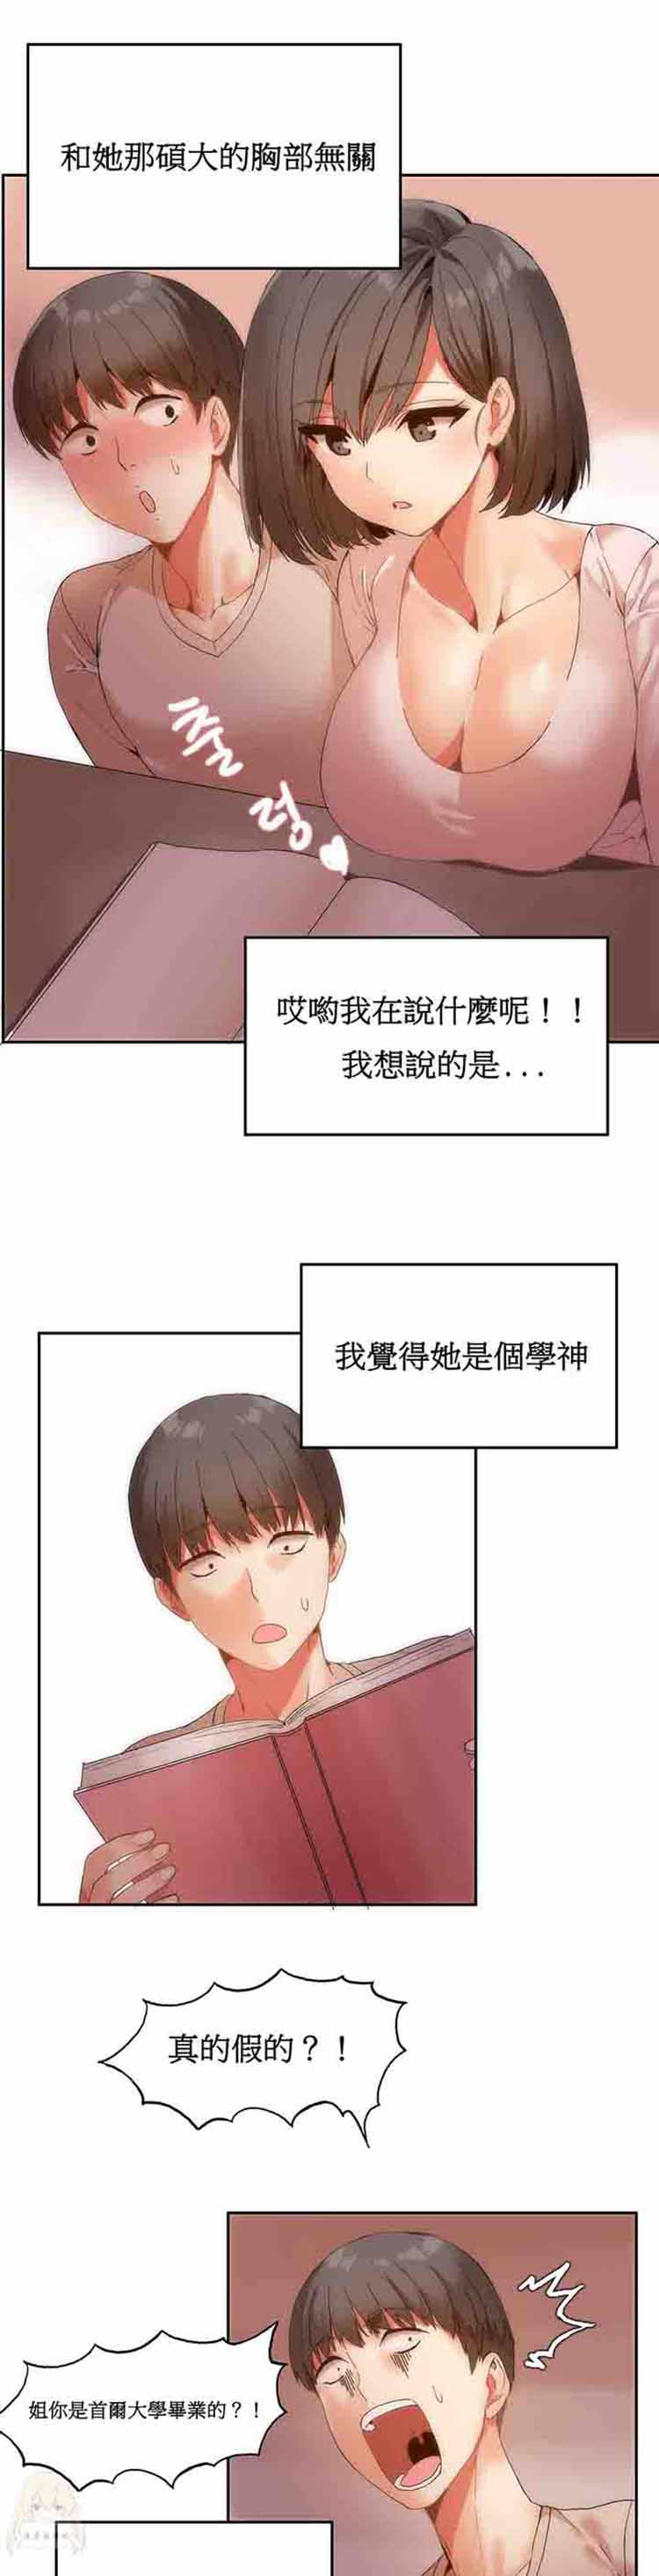 和她那碩大的胸部無關
출
렁♥
哎喲我在說什麼呢！！
我想說的是...
我覺得她是個學神
真的假的？！
姐你是首爾大學畢業的？！